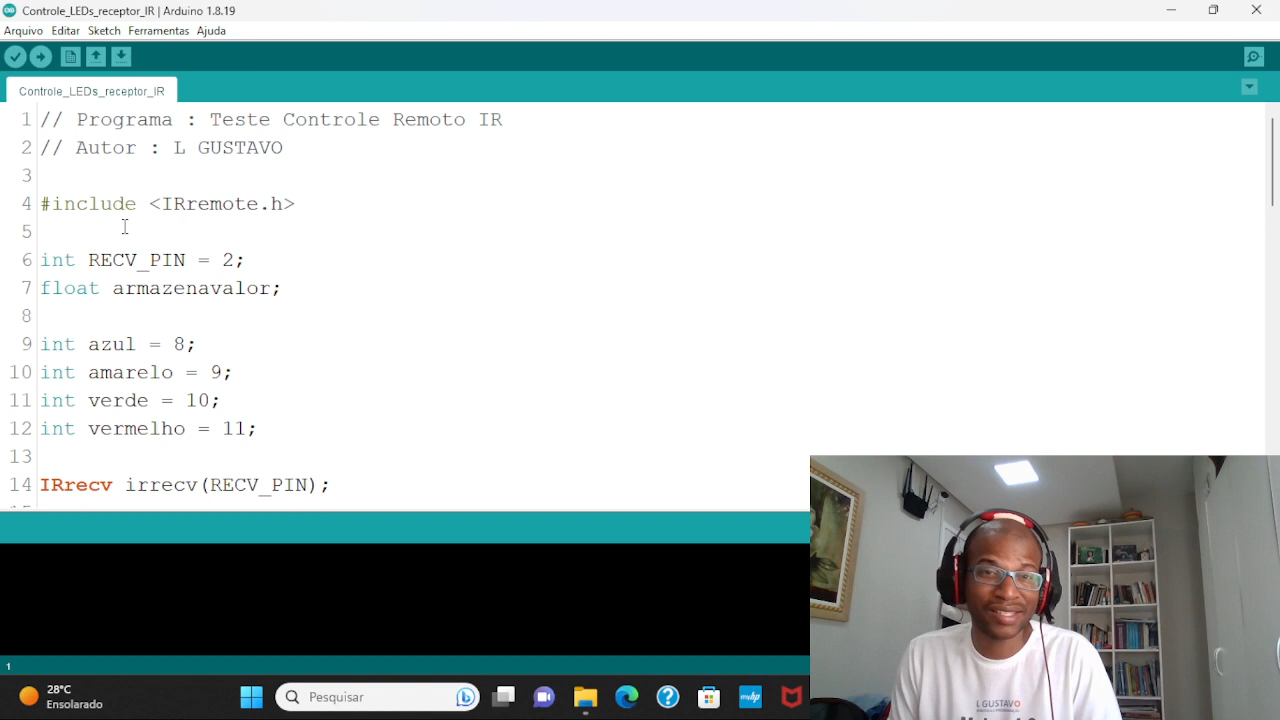 Controle_LEDs_receptor_IR | Arduino 1.8.19
Arquivo Editar Sketch Ferramentas Ajuda
Controle_LEDs_receptor_IR
1 // Programa : Teste Controle Remoto IR
2 // Autor : L GUSTAVO
3
4 #include <IRremote.h>
5
6 int RECV_PIN = 2;
7 float armazenavalor;
8
9 int azul = 8;
10 int amarelo = 9;
11 int verde = 10;
12 int vermelho = 11;
13
14 IRrecv irrecv(RECV_PIN);
1
28°C
Ensolarado
Pesquisar
myhp
L GUSTAVO